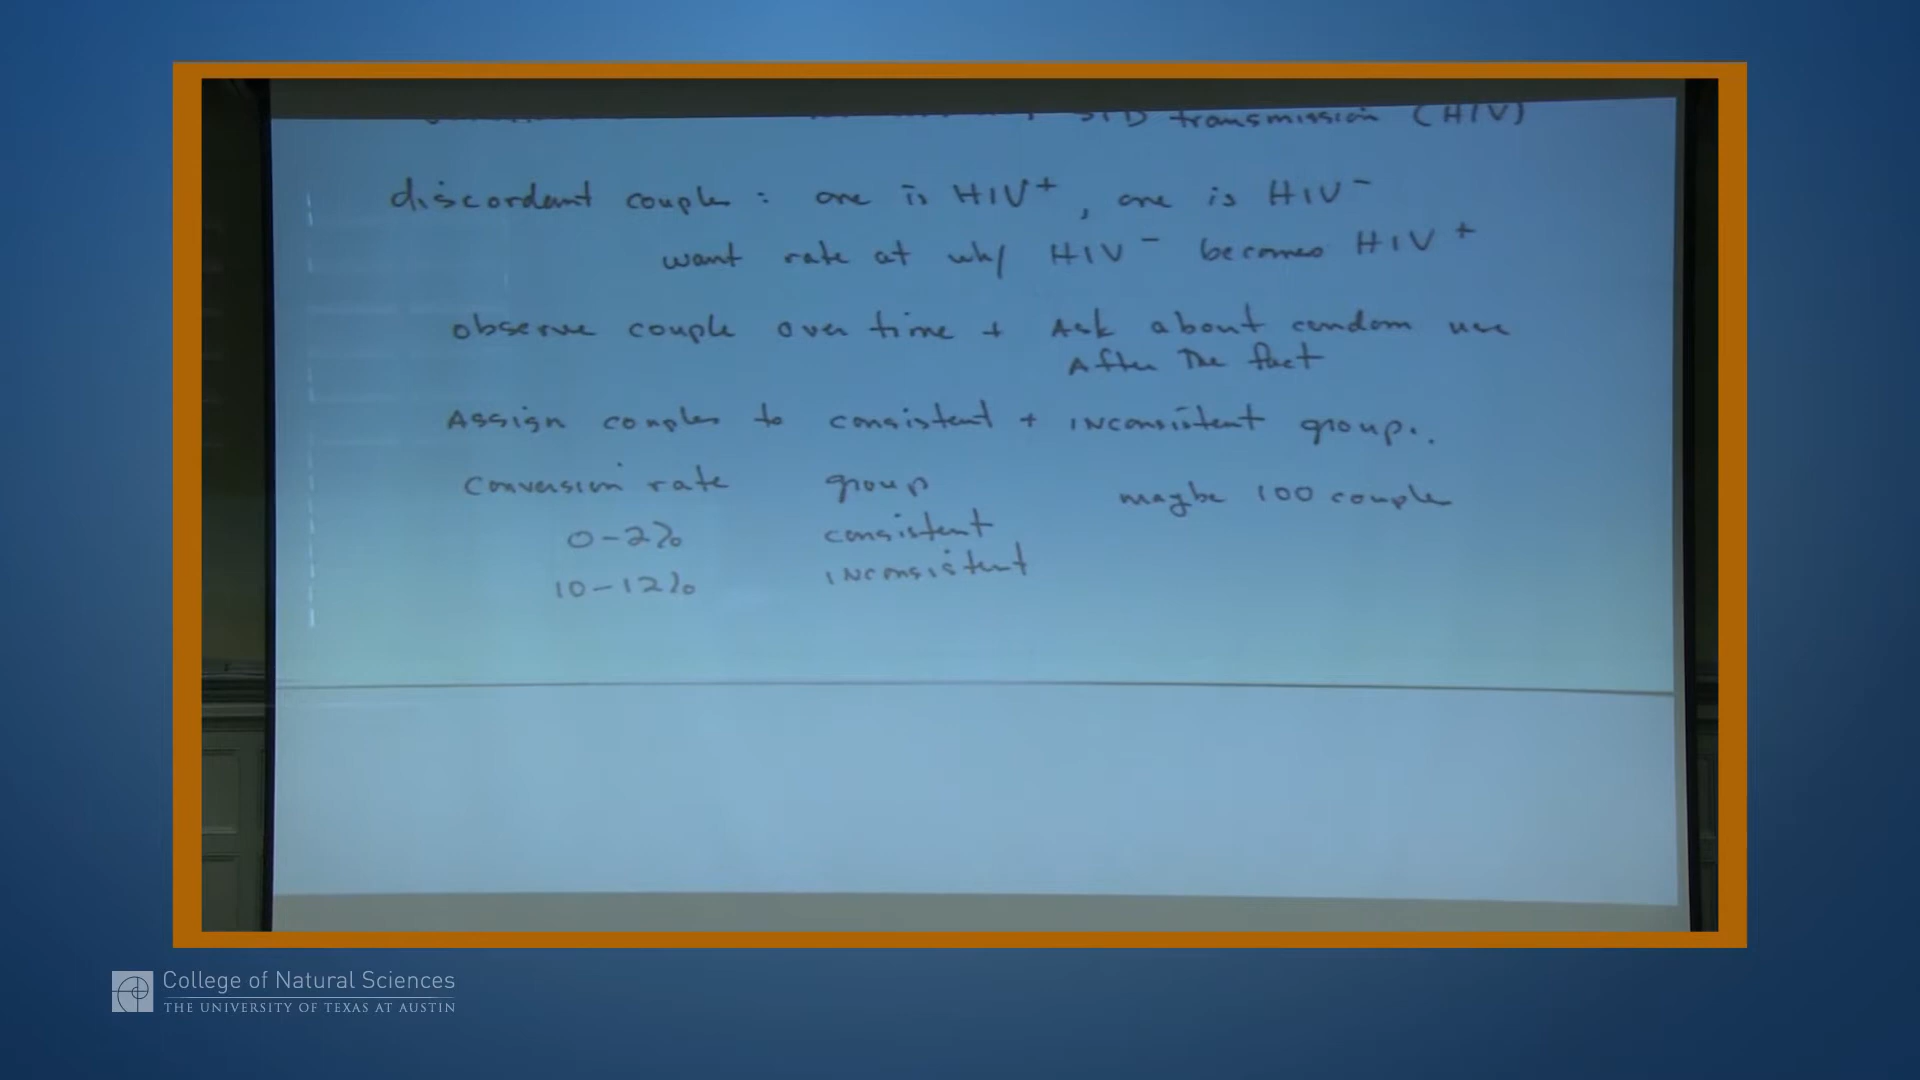 STD transmission (HIV)
discordant couple : one is HIV+, one is HIV-
want rate at wh/ HIV- becomes HIV+
observe couple over time + Ask about condom use
After the fact
Assign couples to consistent + inconsistent group..
conversion rate group maybe 100 couple
0-2% consistent
10-12% inconsistent
College of Natural Sciences
THE UNIVERSITY OF TEXAS AT AUSTIN